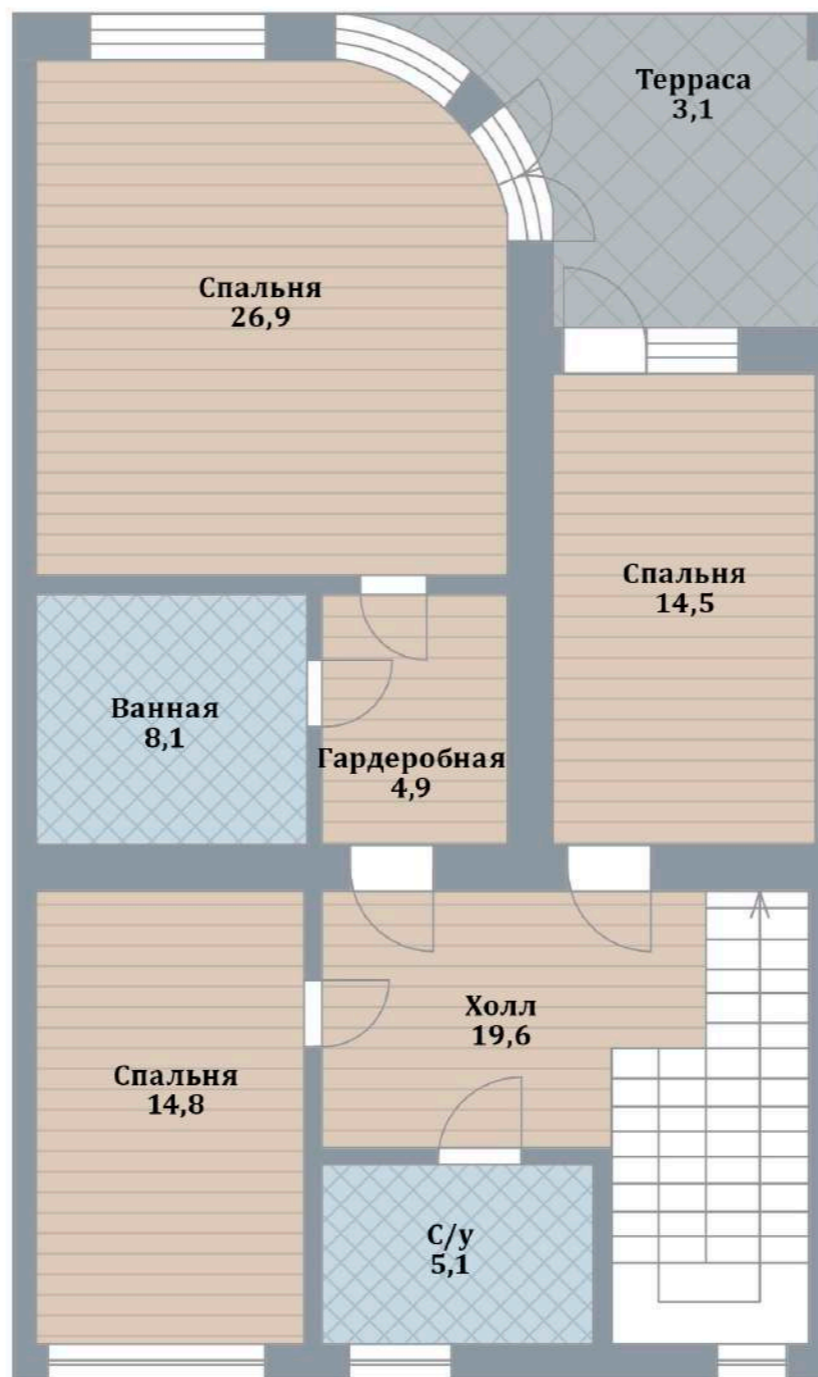 Терраса
3,1
Спальня
26,9
Спальня
14,5
Ванная
8,1
Гардеробная
4,9
Холл
19,6
Спальня
14,8
С/у
5,1